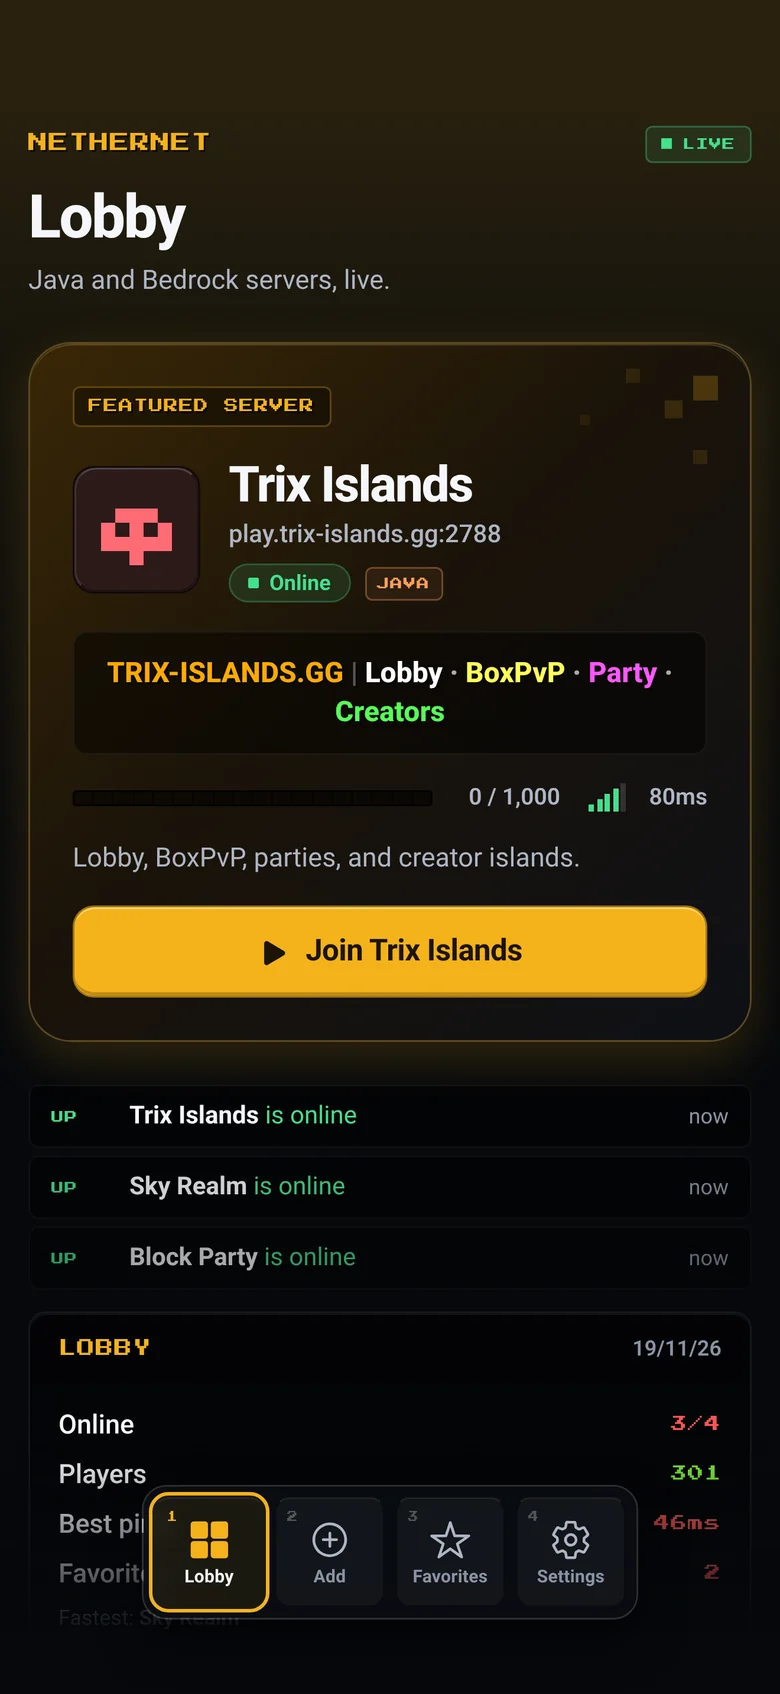 NETHERNET
LIVE
Lobby
Java and Bedrock servers, live.
FEATURED SERVER
Trix Islands
play.trix-islands.gg:2788
Online
JAVA
TRIX-ISLANDS.GG | Lobby · BoxPvP · Party ·
Creators
0 / 1,000
80ms
Lobby, BoxPvP, parties, and creator islands.
Join Trix Islands
UP Trix Islands is online now
UP Sky Realm is online now
UP Block Party is online now
LOBBY 19/11/26
Online 3/4
Players 301
Best pi 46ms
Favorit 2
Fastest: Sky Realm
1 Lobby
2 Add
3 Favorites
4 Settings